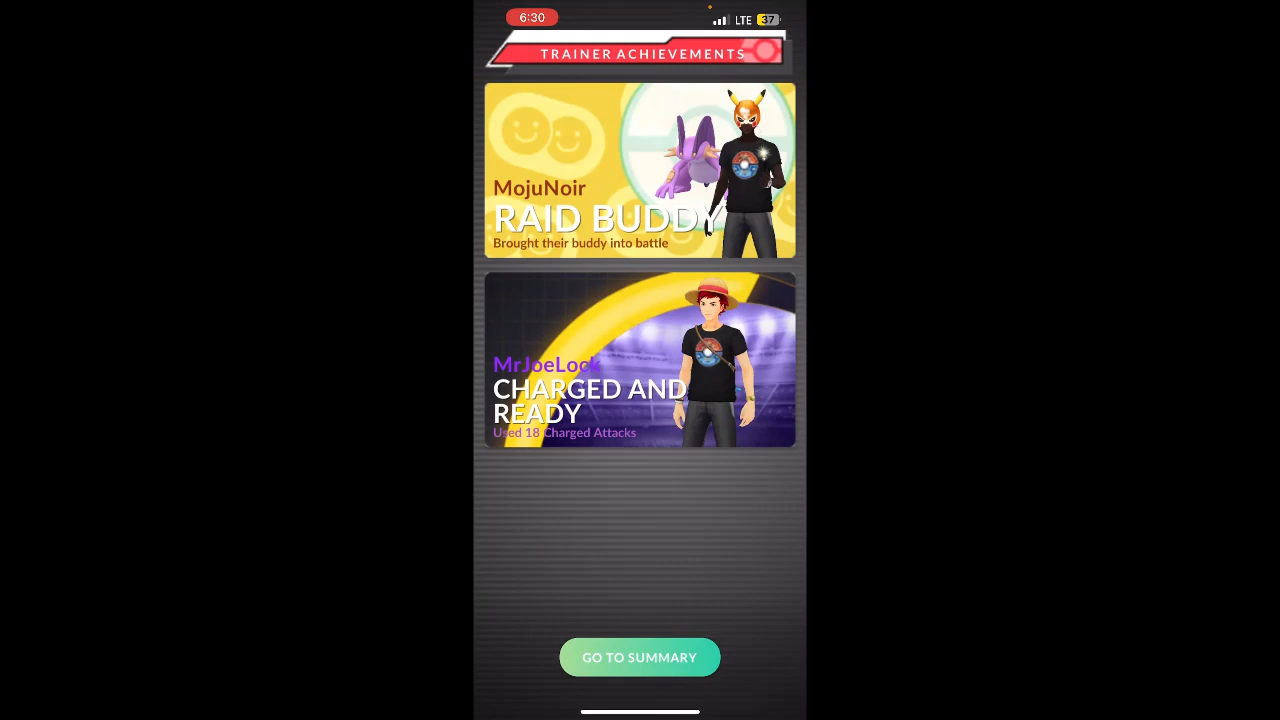 6:30
LTE 37
TRAINER ACHIEVEMENTS
MojuNoir
RAID BUDDY
Brought their buddy into battle
MrJoeLock
CHARGED AND
READY
Used 18 Charged Attacks
GO TO SUMMARY